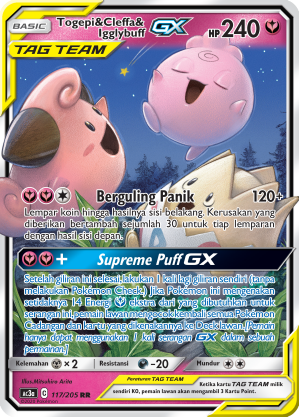 BASIC
Togepi&Cleffa&
Igglybuff GX HP 240
TAG TEAM
Berguling Panik 120+
Lempar koin hingga hasilnya sisi belakang. Kerusakan yang
diberikan bertambah sejumlah 30 untuk tiap lemparan
dengan hasil sisi depan.
+ Supreme Puff GX
Setelah giliran ini selesai, lakukan 1 kali lagi giliran sendiri (tanpa
melakukan Pokémon Check). Jika Pokémon ini mengenakan
setidaknya 14 Energi ekstra dari yang dibutuhkan untuk
serangan ini, pemain lawan mengocok kembali semua Pokémon
Cadangan dan kartu yang dikenakannya ke Deck lawan. [Anak
pemain hanya dapat memakai 1 kali serangan GX dalam 1 pertandingan.]
Kelemahan ×2 Resistansi -20 Mundur
Illus. Mitsuhiro Arita
Peraturan TAG TEAM
Ketika kartu TAG TEAM milik
sendiri KO, pemain lawan mengambil 3 Kartu Point.
117/205 RR